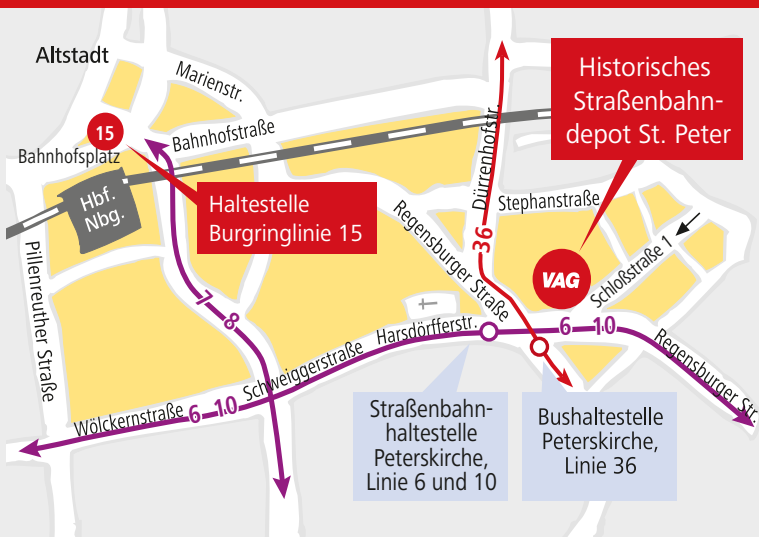 Altstadt
Marienstr.
15
Bahnhofsplatz
Bahnhofstraße
Hbf.
Nbg.
Haltestelle
Burgringlinie 15
Historisches
Straßenbahn-
depot St. Peter
Dürrenhofstr.
Stephanstraße
Regensburger Straße
36
VAG
Schloßstraße 1
Pillenreuther Straße
7 8
Harsdörfferstr.
6 10
Regensburger Str.
Schweiggerstraße
Wölckernstraße
6 10
Straßenbahn-
haltestelle
Peterskirche,
Linie 6 und 10
Bushaltestelle
Peterskirche,
Linie 36